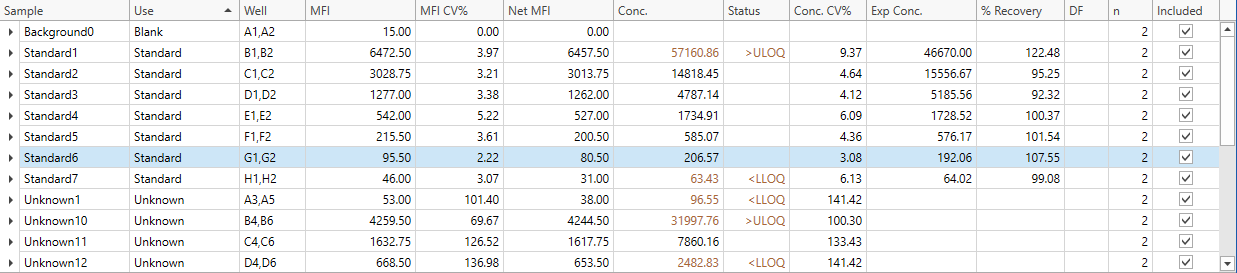 Sample Use Well MFI MFI CV% Net MFI Conc. Status Conc. CV% Exp Conc. % Recovery DF n Included
Background0 Blank A1,A2 15.00 0.00 0.00 2
Standard1 Standard B1,B2 6472.50 3.97 6457.50 57160.86 >ULOQ 9.37 46670.00 122.48 2
Standard2 Standard C1,C2 3028.75 3.21 3013.75 14818.45 4.64 15556.67 95.25 2
Standard3 Standard D1,D2 1277.00 3.38 1262.00 4787.14 4.12 5185.56 92.32 2
Standard4 Standard E1,E2 542.00 5.22 527.00 1734.91 6.09 1728.52 100.37 2
Standard5 Standard F1,F2 215.50 3.61 200.50 585.07 4.36 576.17 101.54 2
Standard6 Standard G1,G2 95.50 2.22 80.50 206.57 3.08 192.06 107.55 2
Standard7 Standard H1,H2 46.00 3.07 31.00 63.43 <LLOQ 6.13 64.02 99.08 2
Unknown1 Unknown A3,A5 53.00 101.40 38.00 96.55 <LLOQ 141.42 2
Unknown10 Unknown B4,B6 4259.50 69.67 4244.50 31997.76 >ULOQ 100.30 2
Unknown11 Unknown C4,C6 1632.75 126.52 1617.75 7860.16 133.43 2
Unknown12 Unknown D4,D6 668.50 136.98 653.50 2482.83 <LLOQ 141.42 2